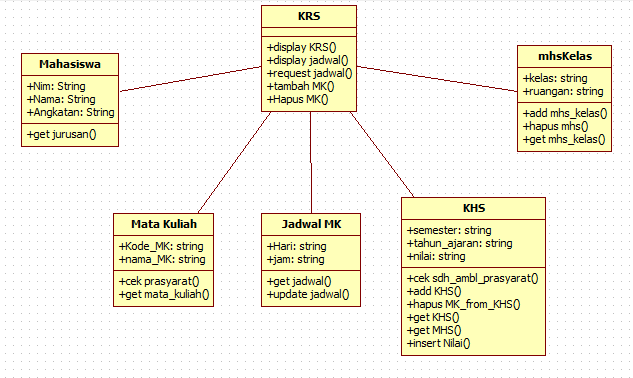 KRS
+display KRS()
+display jadwal()
+request jadwal()
+tambah MK()
+Hapus MK()
Mahasiswa
+Nim: String
+Nama: String
+Angkatan: String
+get jurusan()
mhsKelas
+kelas: string
+ruangan: string
+add mhs_kelas()
+hapus mhs()
+get mhs_kelas()
Mata Kuliah
+Kode_MK: string
+nama_MK: string
+cek prasyarat()
+get mata_kuliah()
Jadwal MK
+Hari: string
+jam: string
+get jadwal()
+update jadwal()
KHS
+semester: string
+tahun_ajaran: string
+nilai: string
+cek sdh_ambl_prasyarat()
+add KHS()
+hapus MK_from_KHS()
+get KHS()
+get MHS()
+insert Nilai()